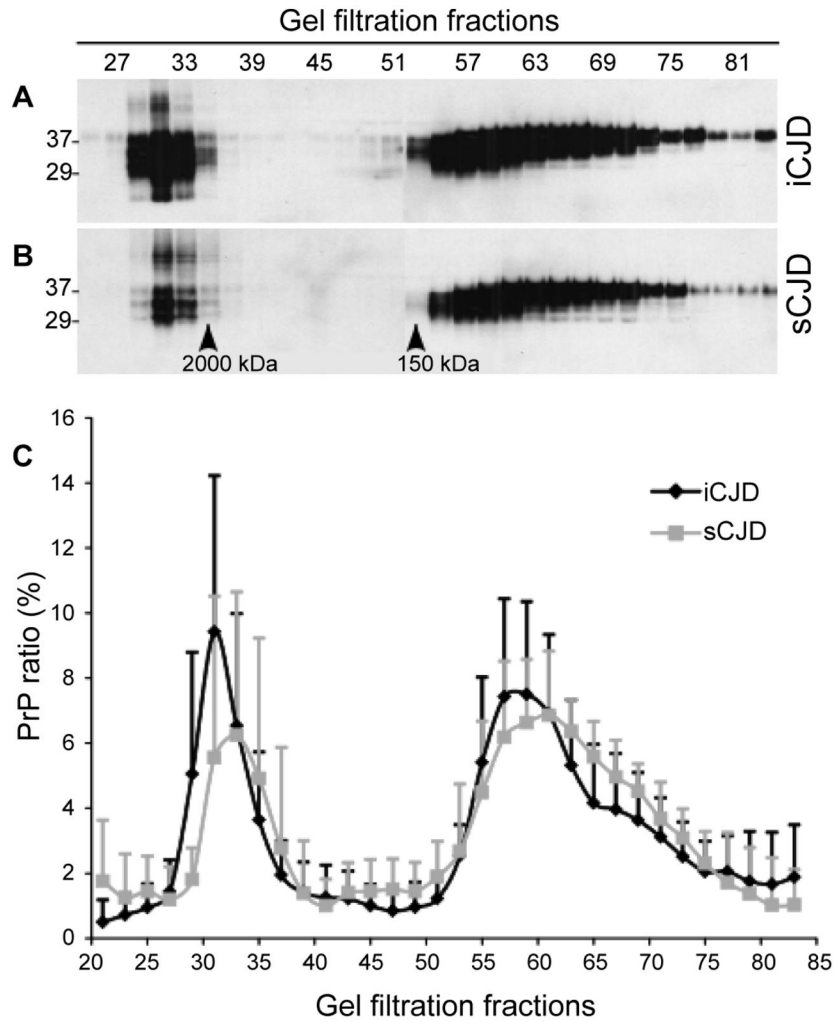 Gel filtration fractions
27 33 39 45 51 57 63 69 75 81
A
37
29
iCJD
B
37
29
sCJD
2000 kDa 150 kDa
C
16
14
12
10
8
6
4
2
0
PrP ratio (%)
iCJD
sCJD
20 25 30 35 40 45 50 55 60 65 70 75 80 85
Gel filtration fractions